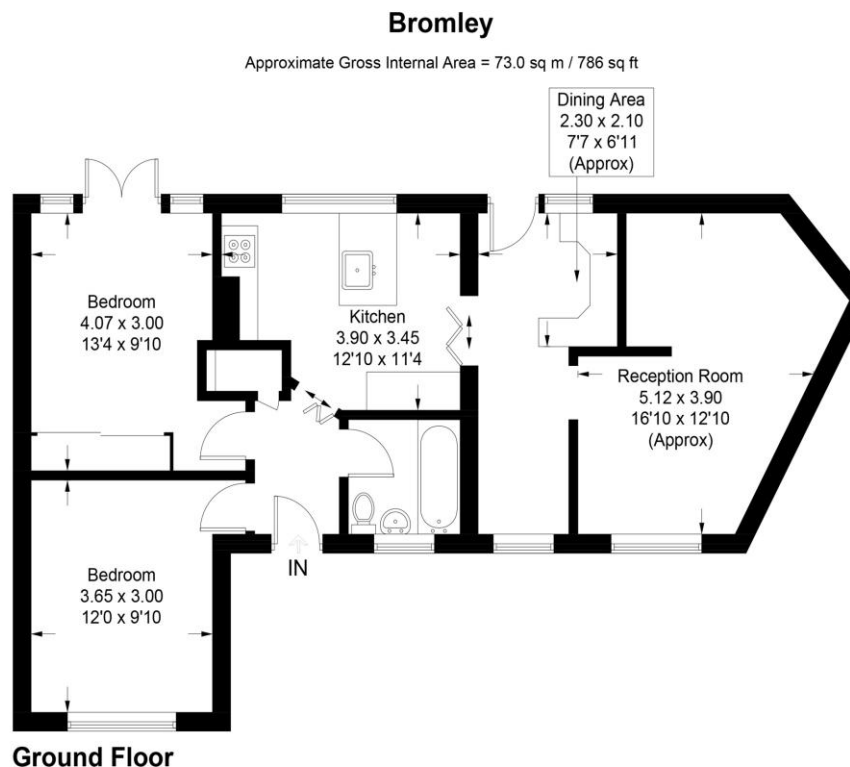 Bromley
Approximate Gross Internal Area = 73.0 sq m / 786 sq ft
Dining Area
2.30 x 2.10
7'7 x 6'11
(Approx)
Bedroom
4.07 x 3.00
13'4 x 9'10
Kitchen
3.90 x 3.45
12'10 x 11'4
Reception Room
5.12 x 3.90
16'10 x 12'10
(Approx)
Bedroom
3.65 x 3.00
12'0 x 9'10
IN
Ground Floor